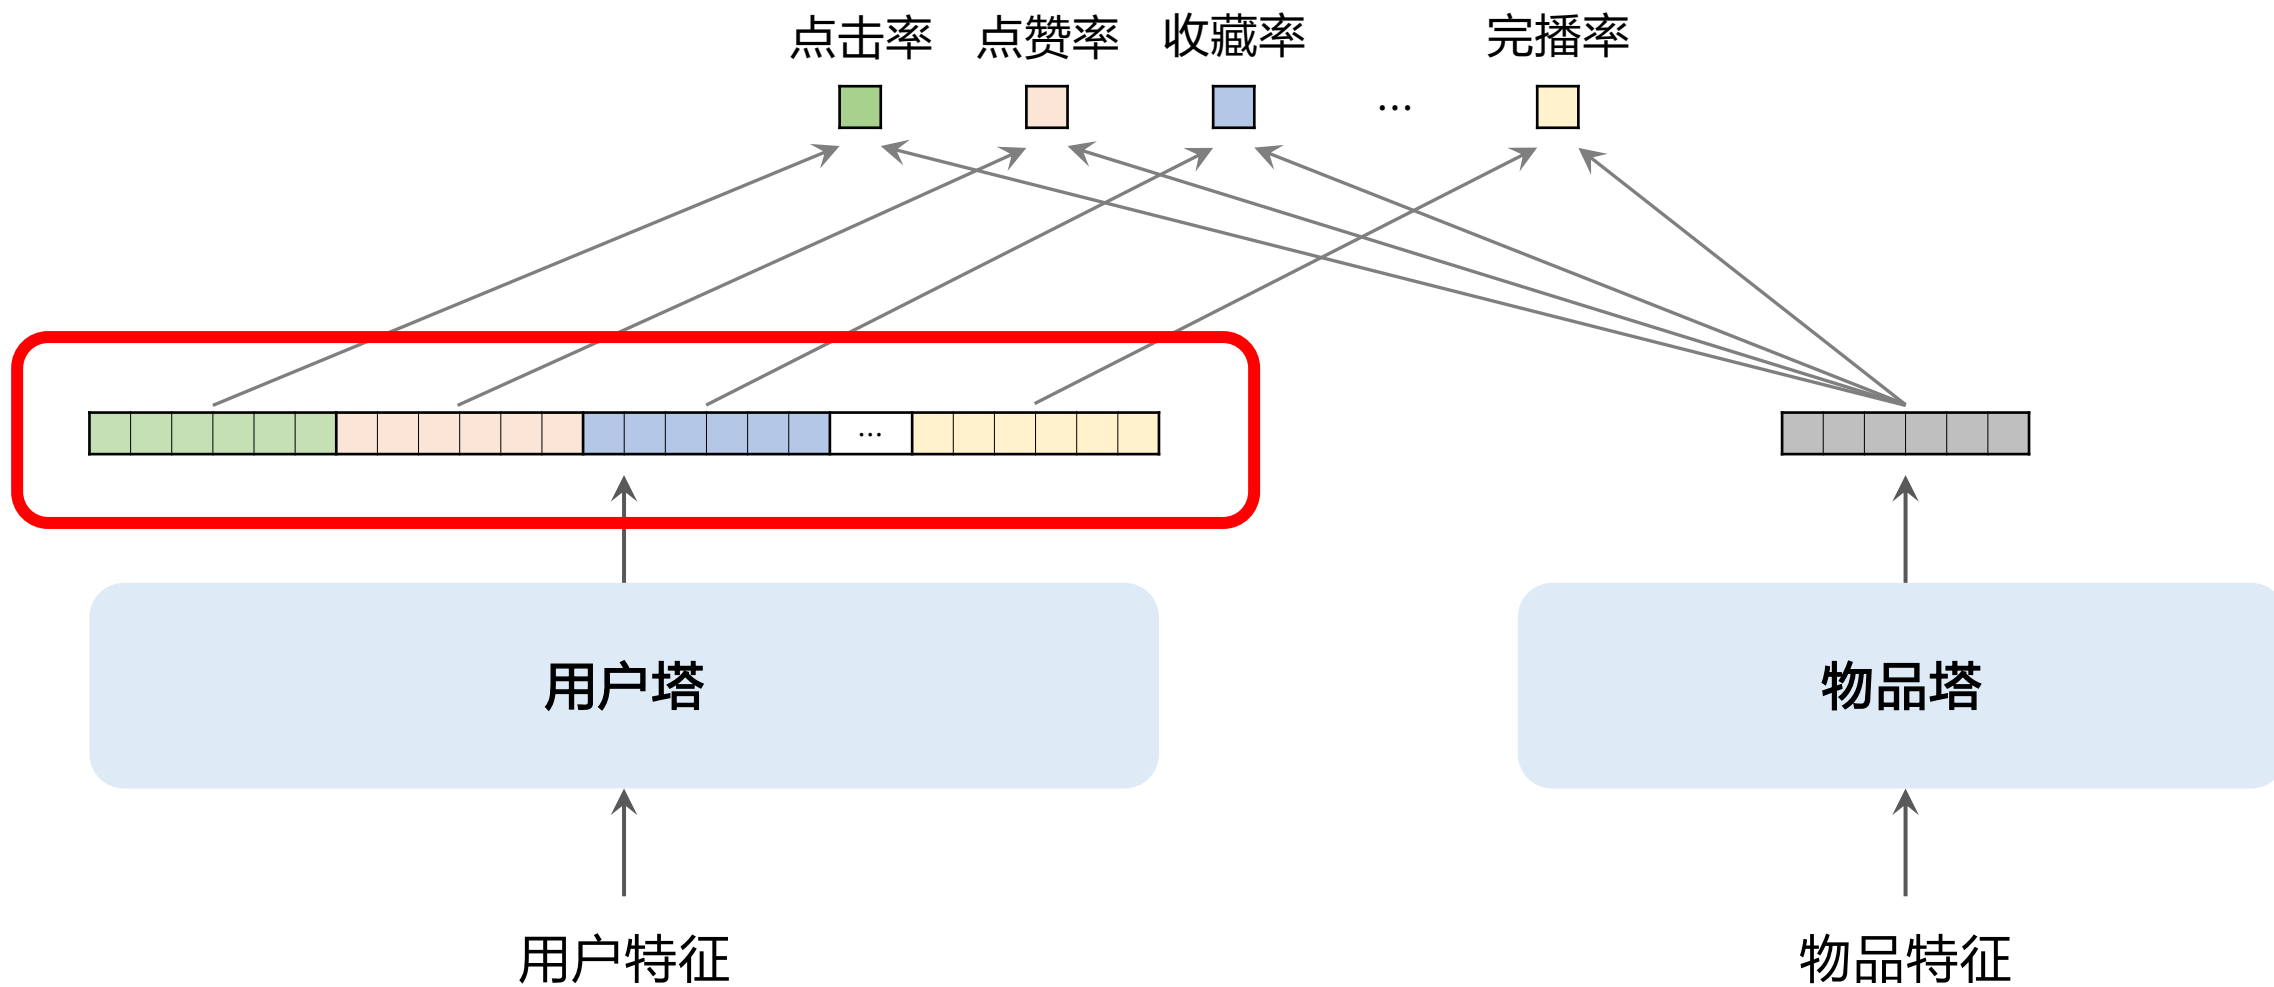 点击率 点赞率 收藏率 完播率
...
...
用户塔 物品塔
用户特征 物品特征